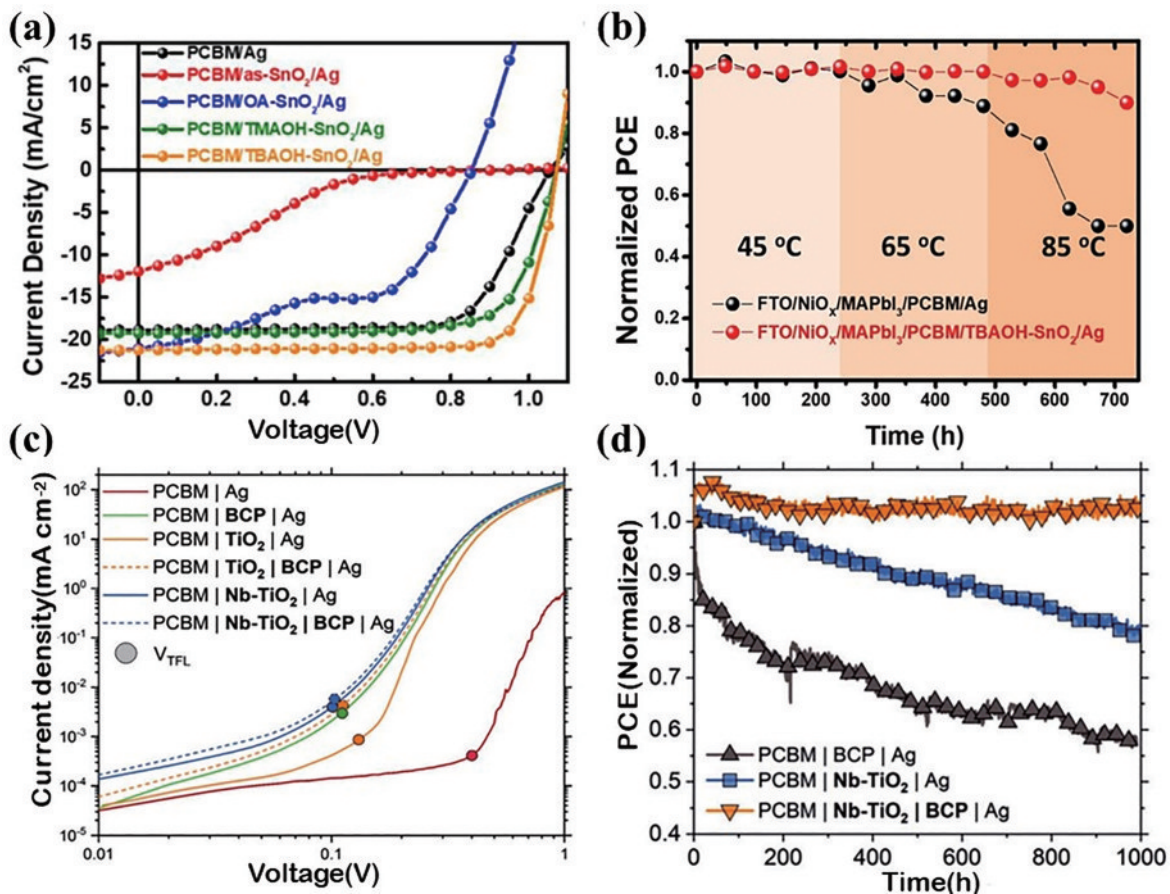 (a)
15
10
5
0
-5
-10
-15
-20
-25
Current Density (mA/cm²)
PCBM/Ag
PCBM/as-SnO₂/Ag
PCBM/OA-SnO₂/Ag
PCBM/TMAOH-SnO₂/Ag
PCBM/TBAOH-SnO₂/Ag
0.0 0.2 0.4 0.6 0.8 1.0
Voltage(V)
(b)
1.0
0.8
0.6
0.4
0.2
0.0
Normalized PCE
45 °C 65 °C 85 °C
FTO/NiOₓ/MAPbI₃/PCBM/Ag
FTO/NiOₓ/MAPbI₃/PCBM/TBAOH-SnO₂/Ag
0 100 200 300 400 500 600 700
Time (h)
(c)
10²
10¹
10⁰
10⁻¹
10⁻²
10⁻³
10⁻⁴
10⁻⁵
Current density(mA cm⁻²)
PCBM | Ag
PCBM | BCP | Ag
PCBM | TiO₂ | Ag
PCBM | TiO₂ | BCP | Ag
PCBM | Nb-TiO₂ | Ag
PCBM | Nb-TiO₂ | BCP | Ag
V_TFL
0.01 0.1 1
Voltage(V)
(d)
1.1
1.0
0.9
0.8
0.7
0.6
0.5
0.4
PCE(Normalized)
PCBM | BCP | Ag
PCBM | Nb-TiO₂ | Ag
PCBM | Nb-TiO₂ | BCP | Ag
0 200 400 600 800 1000
Time(h)